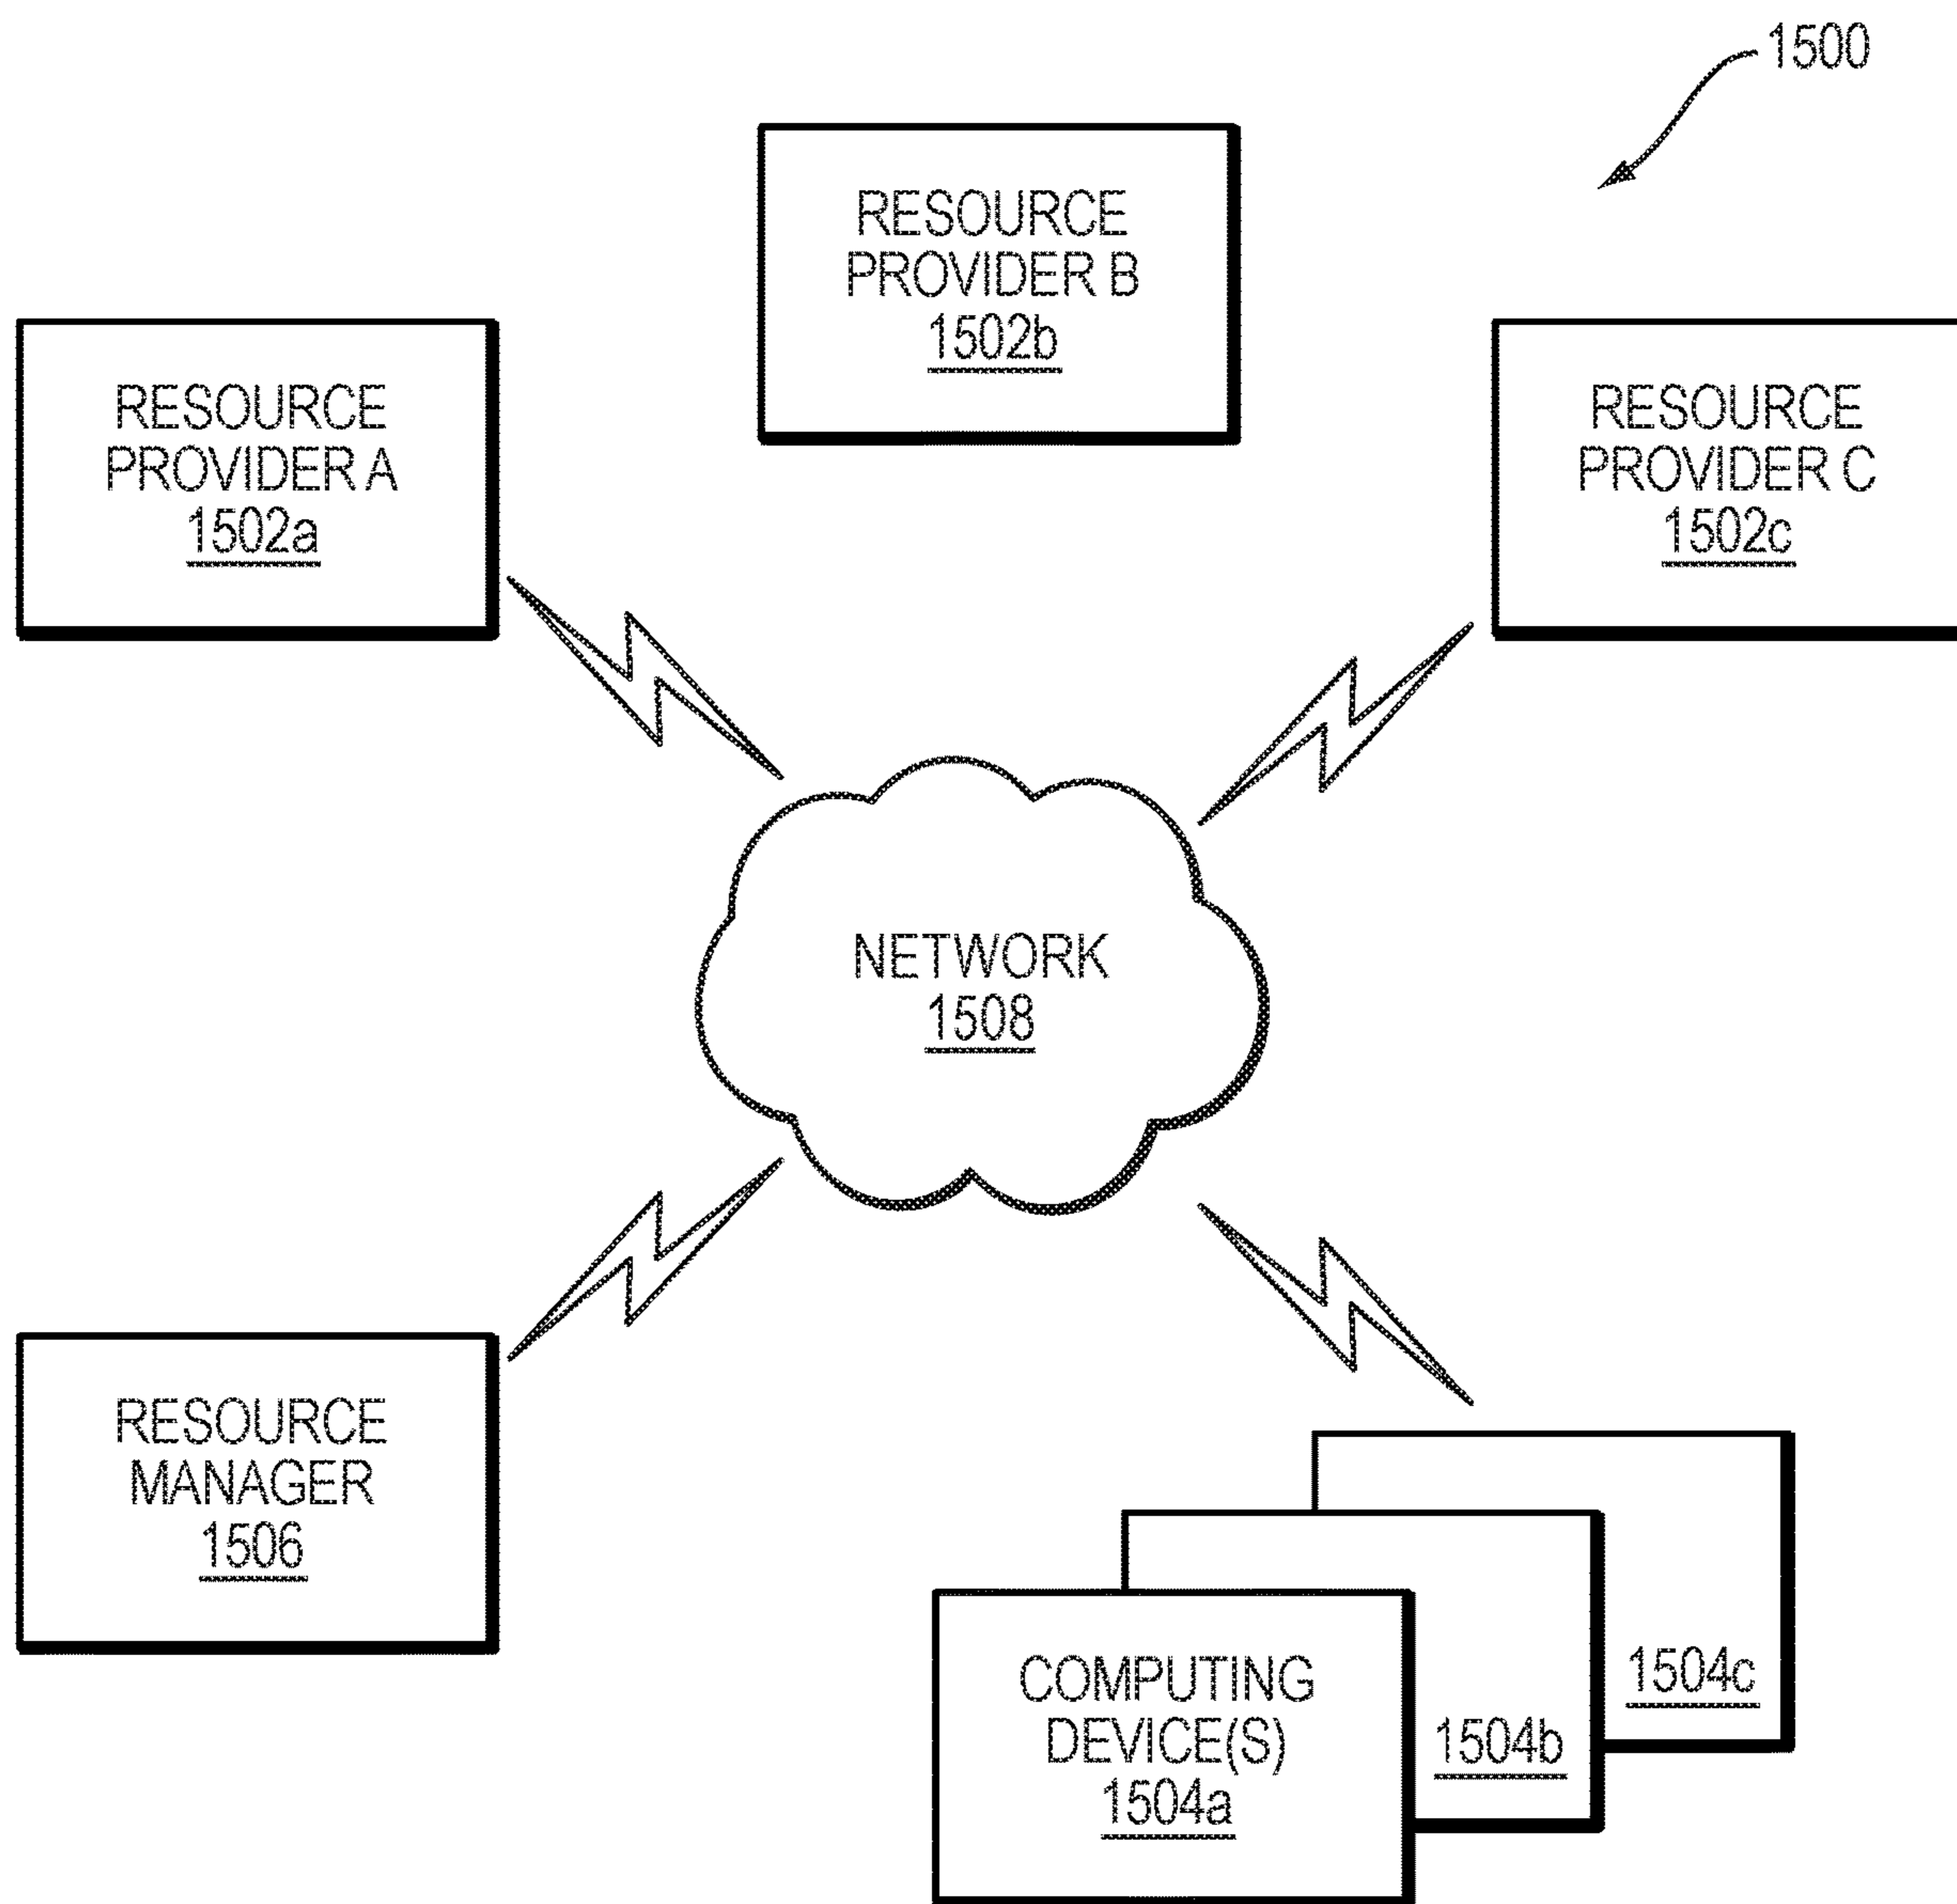 1500
RESOURCE
PROVIDER B
1502b
RESOURCE
PROVIDER A
1502a
RESOURCE
PROVIDER C
1502c
NETWORK
1508
RESOURCE
MANAGER
1506
COMPUTING
DEVICE(S)
1504a
1504b
1504c